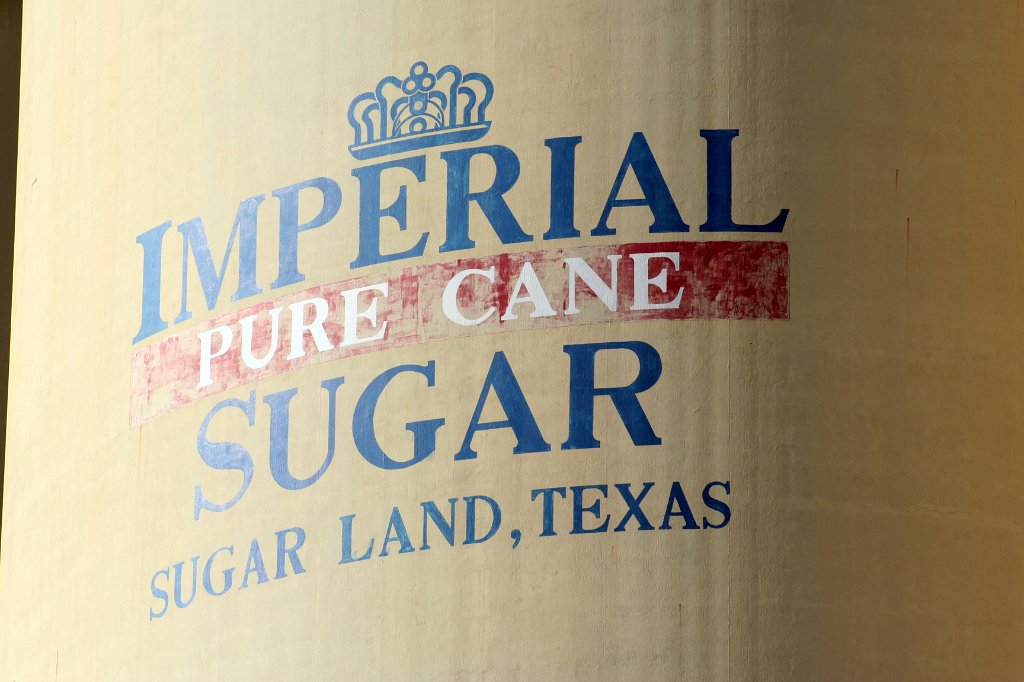 IMPERIAL
PURE CANE
SUGAR
SUGAR LAND, TEXAS